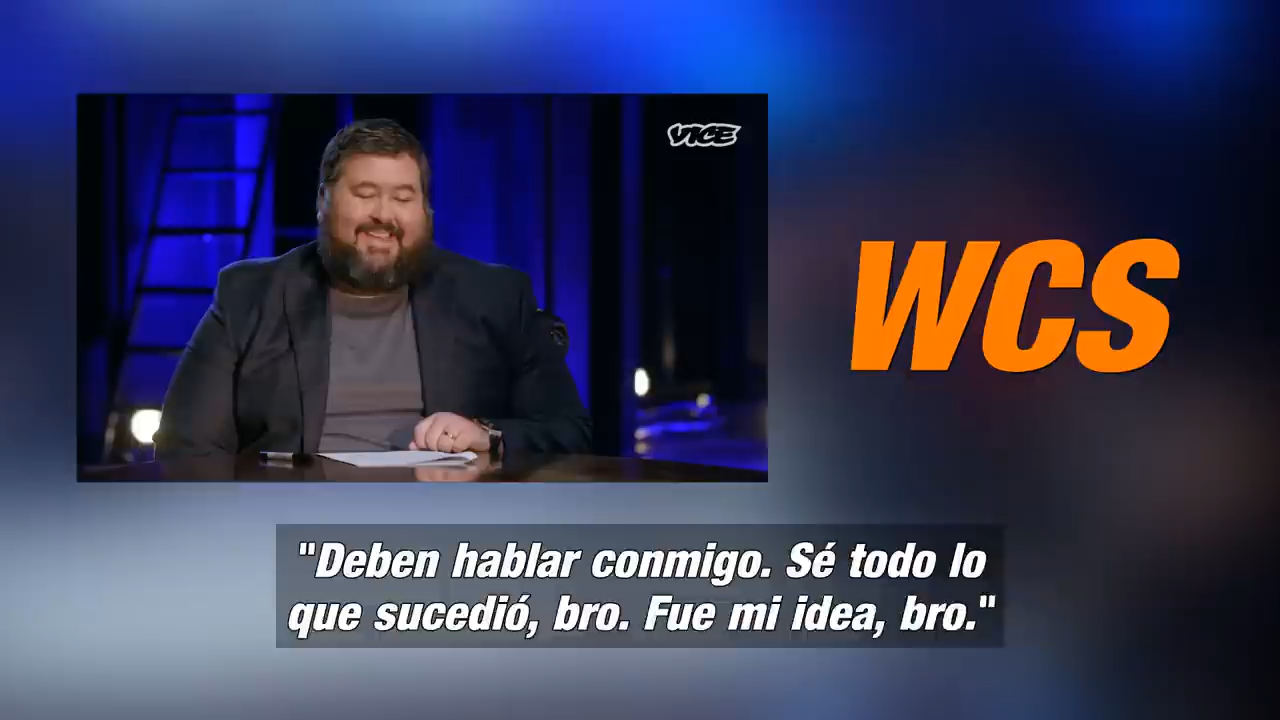 VICE
WCS
"Deben hablar conmigo. Sé todo lo
que sucedió, bro. Fue mi idea, bro."